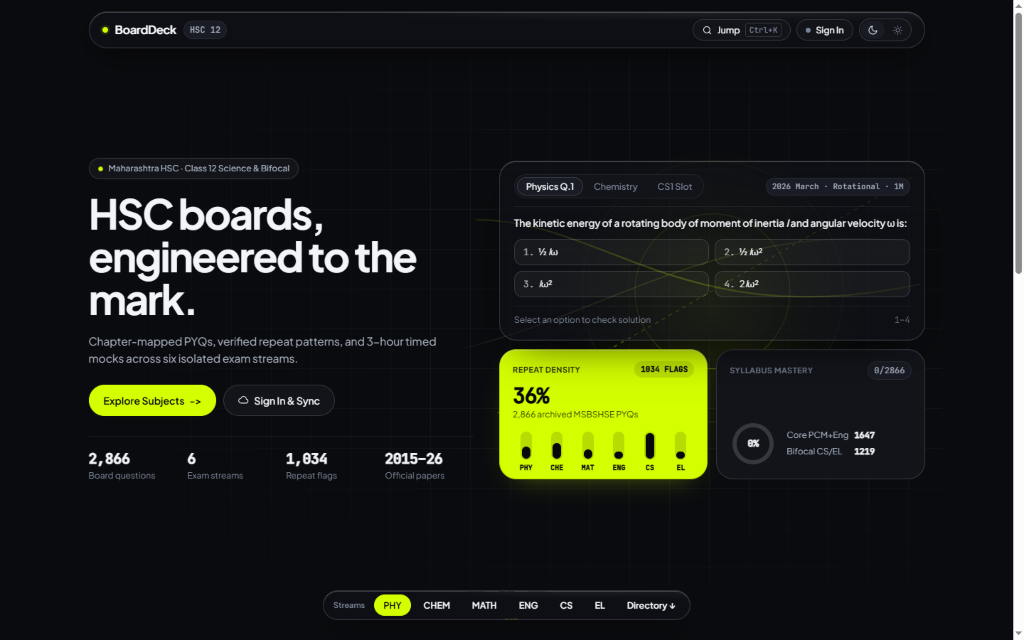 BoardDeck HSC 12
Jump Ctrl+K Sign In
Maharashtra HSC · Class 12 Science & Bifocal
HSC boards,
engineered to the
mark.
Chapter-mapped PYQs, verified repeat patterns, and 3-hour timed
mocks across six isolated exam streams.
Explore Subjects -> Sign In & Sync
2,866 6 1,034 2015-26
Board questions Exam streams Repeat flags Official papers
Physics Q.1 Chemistry CS1 Slot 2026 March · Rotational · 1M
The kinetic energy of a rotating body of moment of inertia I and angular velocity ω is:
1. ½ Iω 2. ½ Iω²
3. Iω² 4. 2Iω²
Select an option to check solution 1-4
REPEAT DENSITY 1034 FLAGS
36%
2,866 archived MSBSHSE PYQs
PHY CHE MAT ENG CS EL
SYLLABUS MASTERY 0/2866
0%
Core PCM+Eng 1647
Bifocal CS/EL 1219
Streams PHY CHEM MATH ENG CS EL Directory ↓